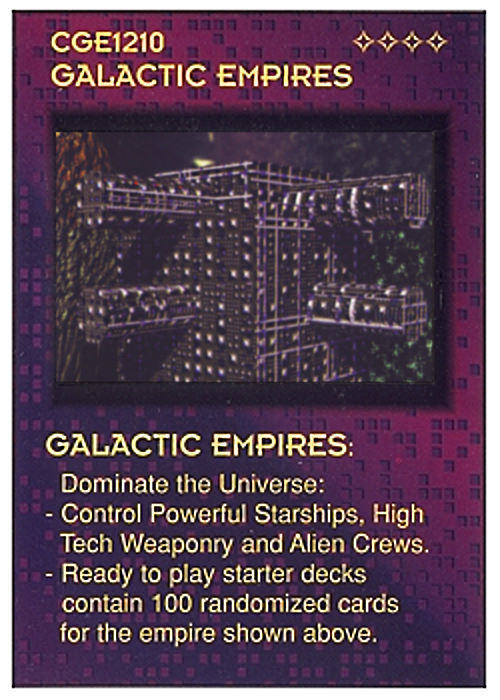 CGE1210
GALACTIC EMPIRES
GALACTIC EMPIRES:
Dominate the Universe:
- Control Powerful Starships, High
Tech Weaponry and Alien Crews.
- Ready to play starter decks
contain 100 randomized cards
for the empire shown above.